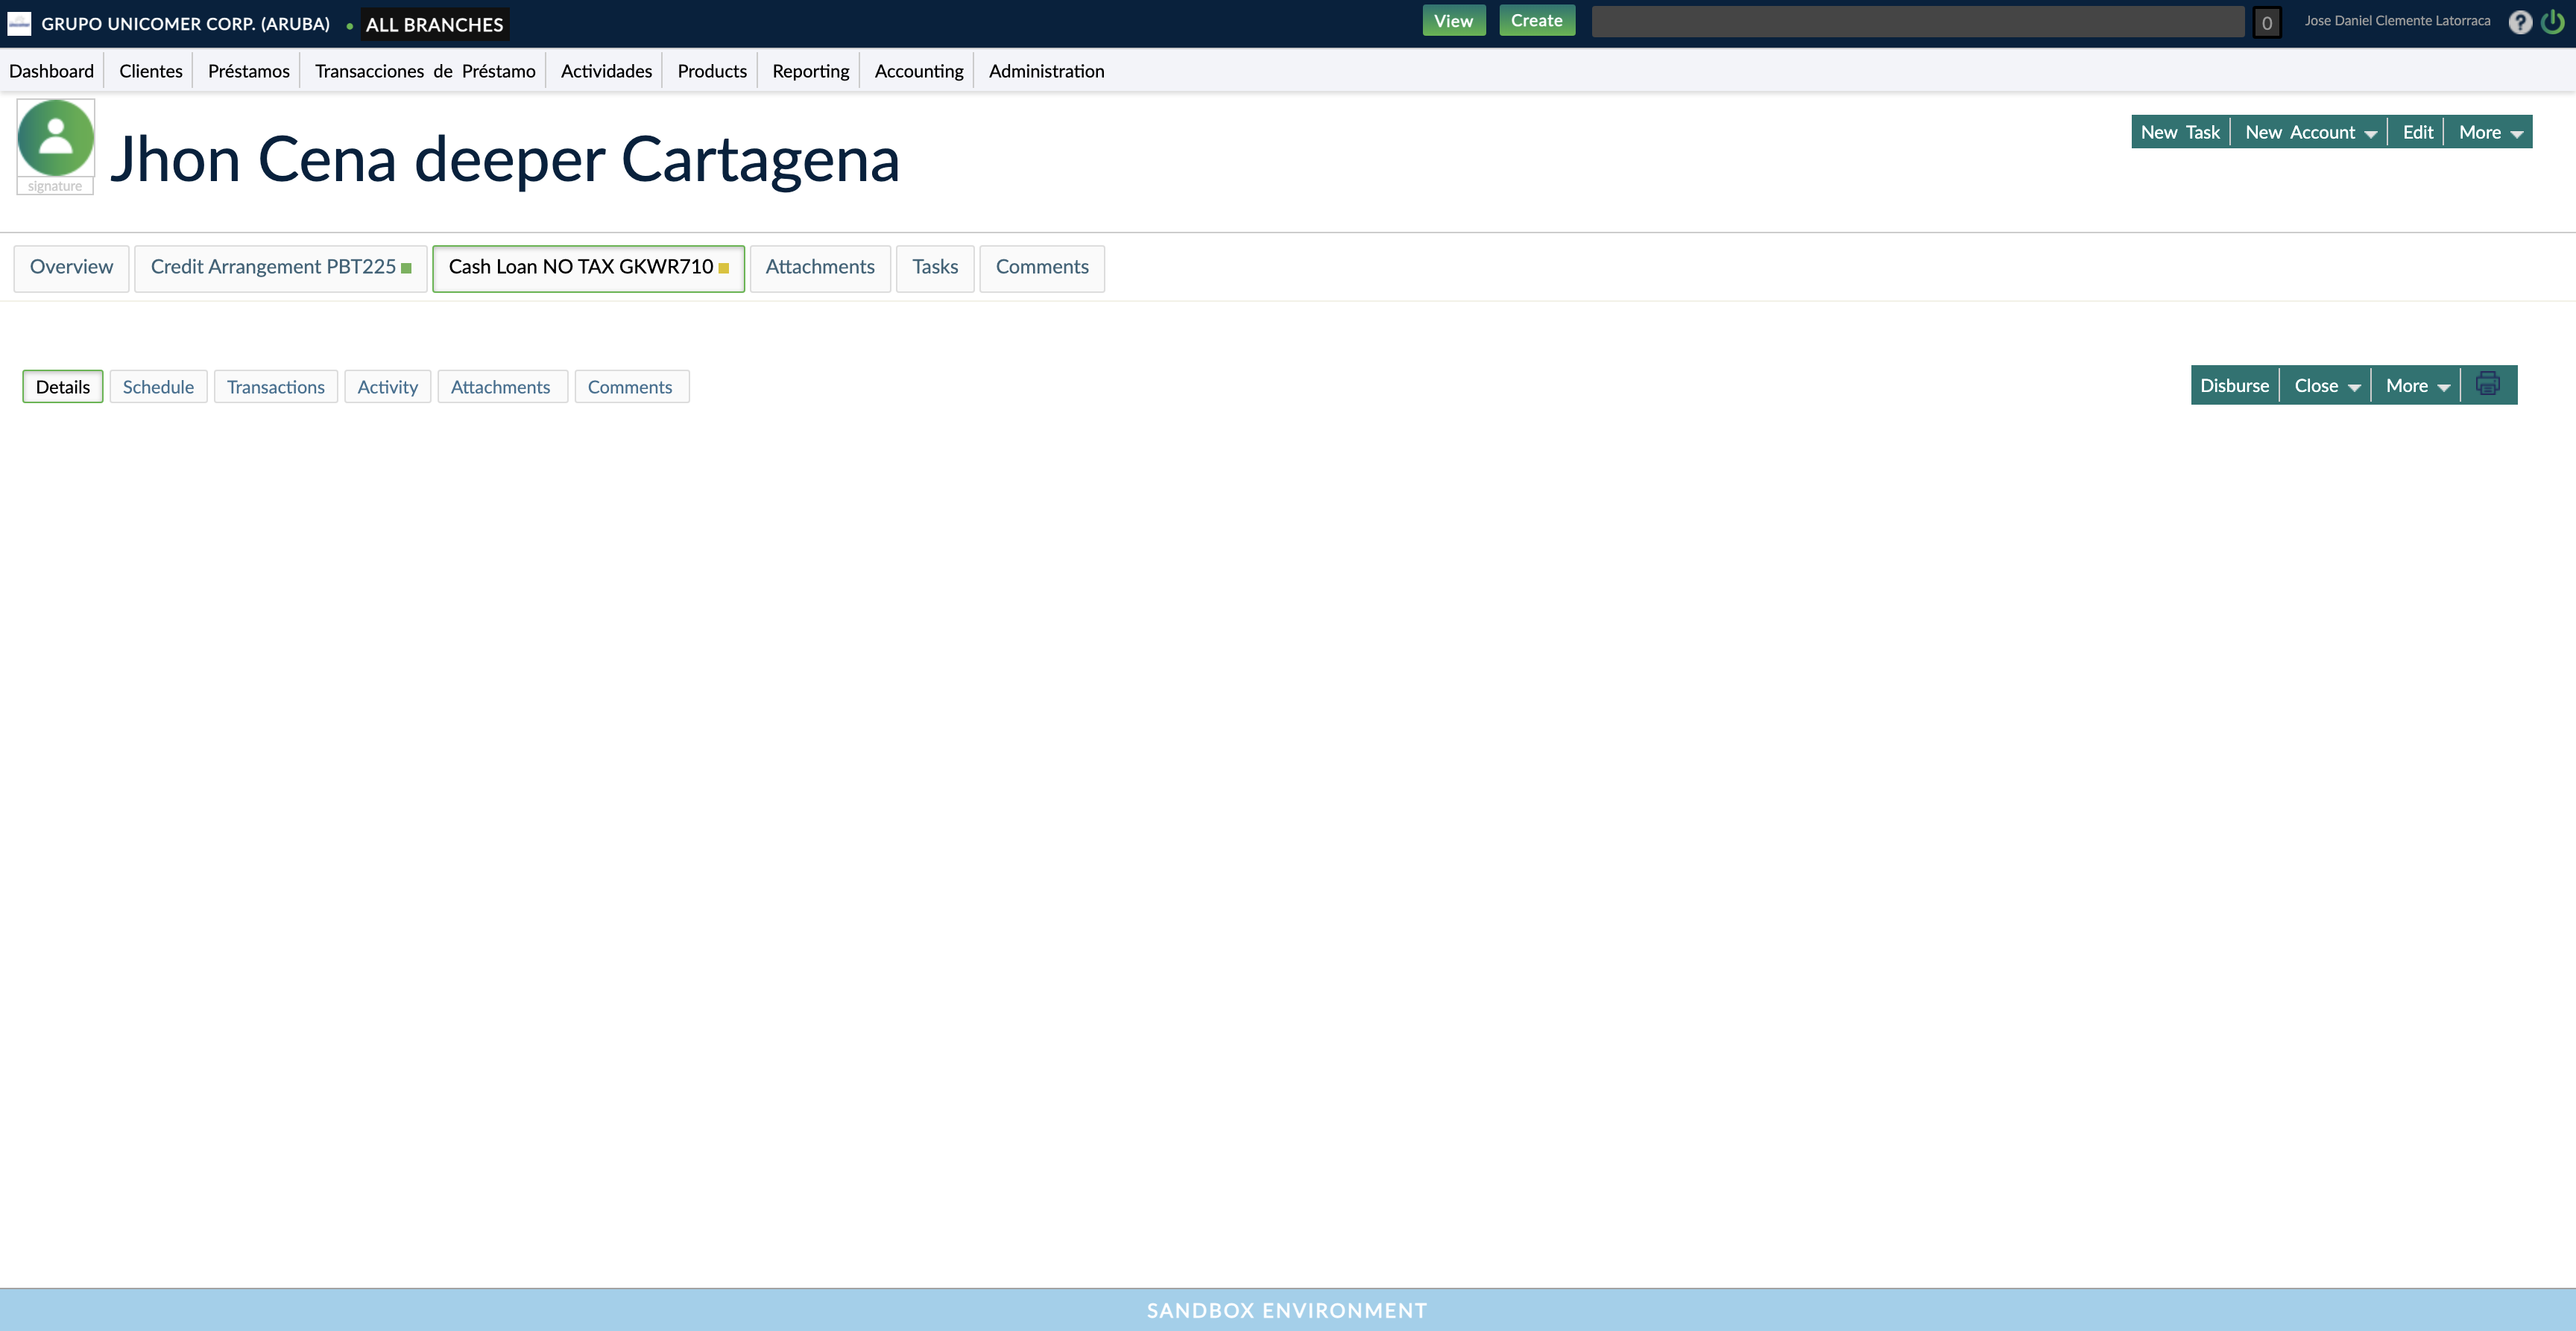 GRUPO UNICOMER CORP. (ARUBA) • ALL BRANCHES View Create 0 Jose Daniel Clemente Latorraca ?
Dashboard Clientes Préstamos Transacciones de Préstamo Actividades Products Reporting Accounting Administration
signature
Jhon Cena deeper Cartagena
New Task New Account Edit More
Overview Credit Arrangement PBT225 Cash Loan NO TAX GKWR710 Attachments Tasks Comments
Details Schedule Transactions Activity Attachments Comments
Disburse Close More
SANDBOX ENVIRONMENT